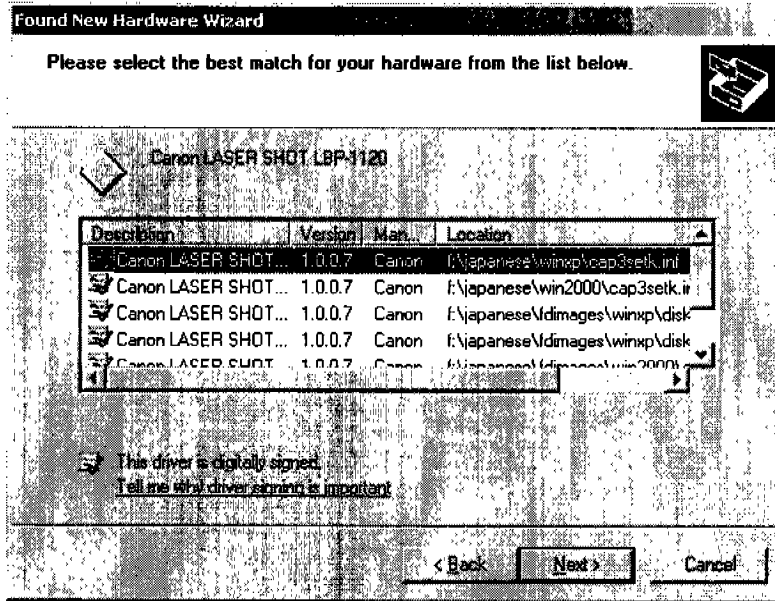 Found New Hardware Wizard
Please select the best match for your hardware from the list below.
Canon LASER SHOT LBP-1120
Description Version Man... Location
Canon LASER SHOT... 1.0.0.7 Canon f:\japanese\winxp\cap3setk.inf
Canon LASER SHOT... 1.0.0.7 Canon f:\japanese\win2000\cap3setk.ir
Canon LASER SHOT... 1.0.0.7 Canon f:\japanese\fdimages\winxp\disk
Canon LASER SHOT... 1.0.0.7 Canon f:\japanese\fdimages\win2000\
This driver is digitally signed.
Tell me why driver signing is important
< Back Next > Cancel